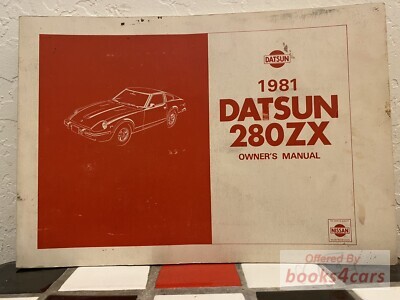 DATSUN
1981
DATSUN
280ZX
OWNER'S MANUAL
NISSAN
Offered By
books4cars